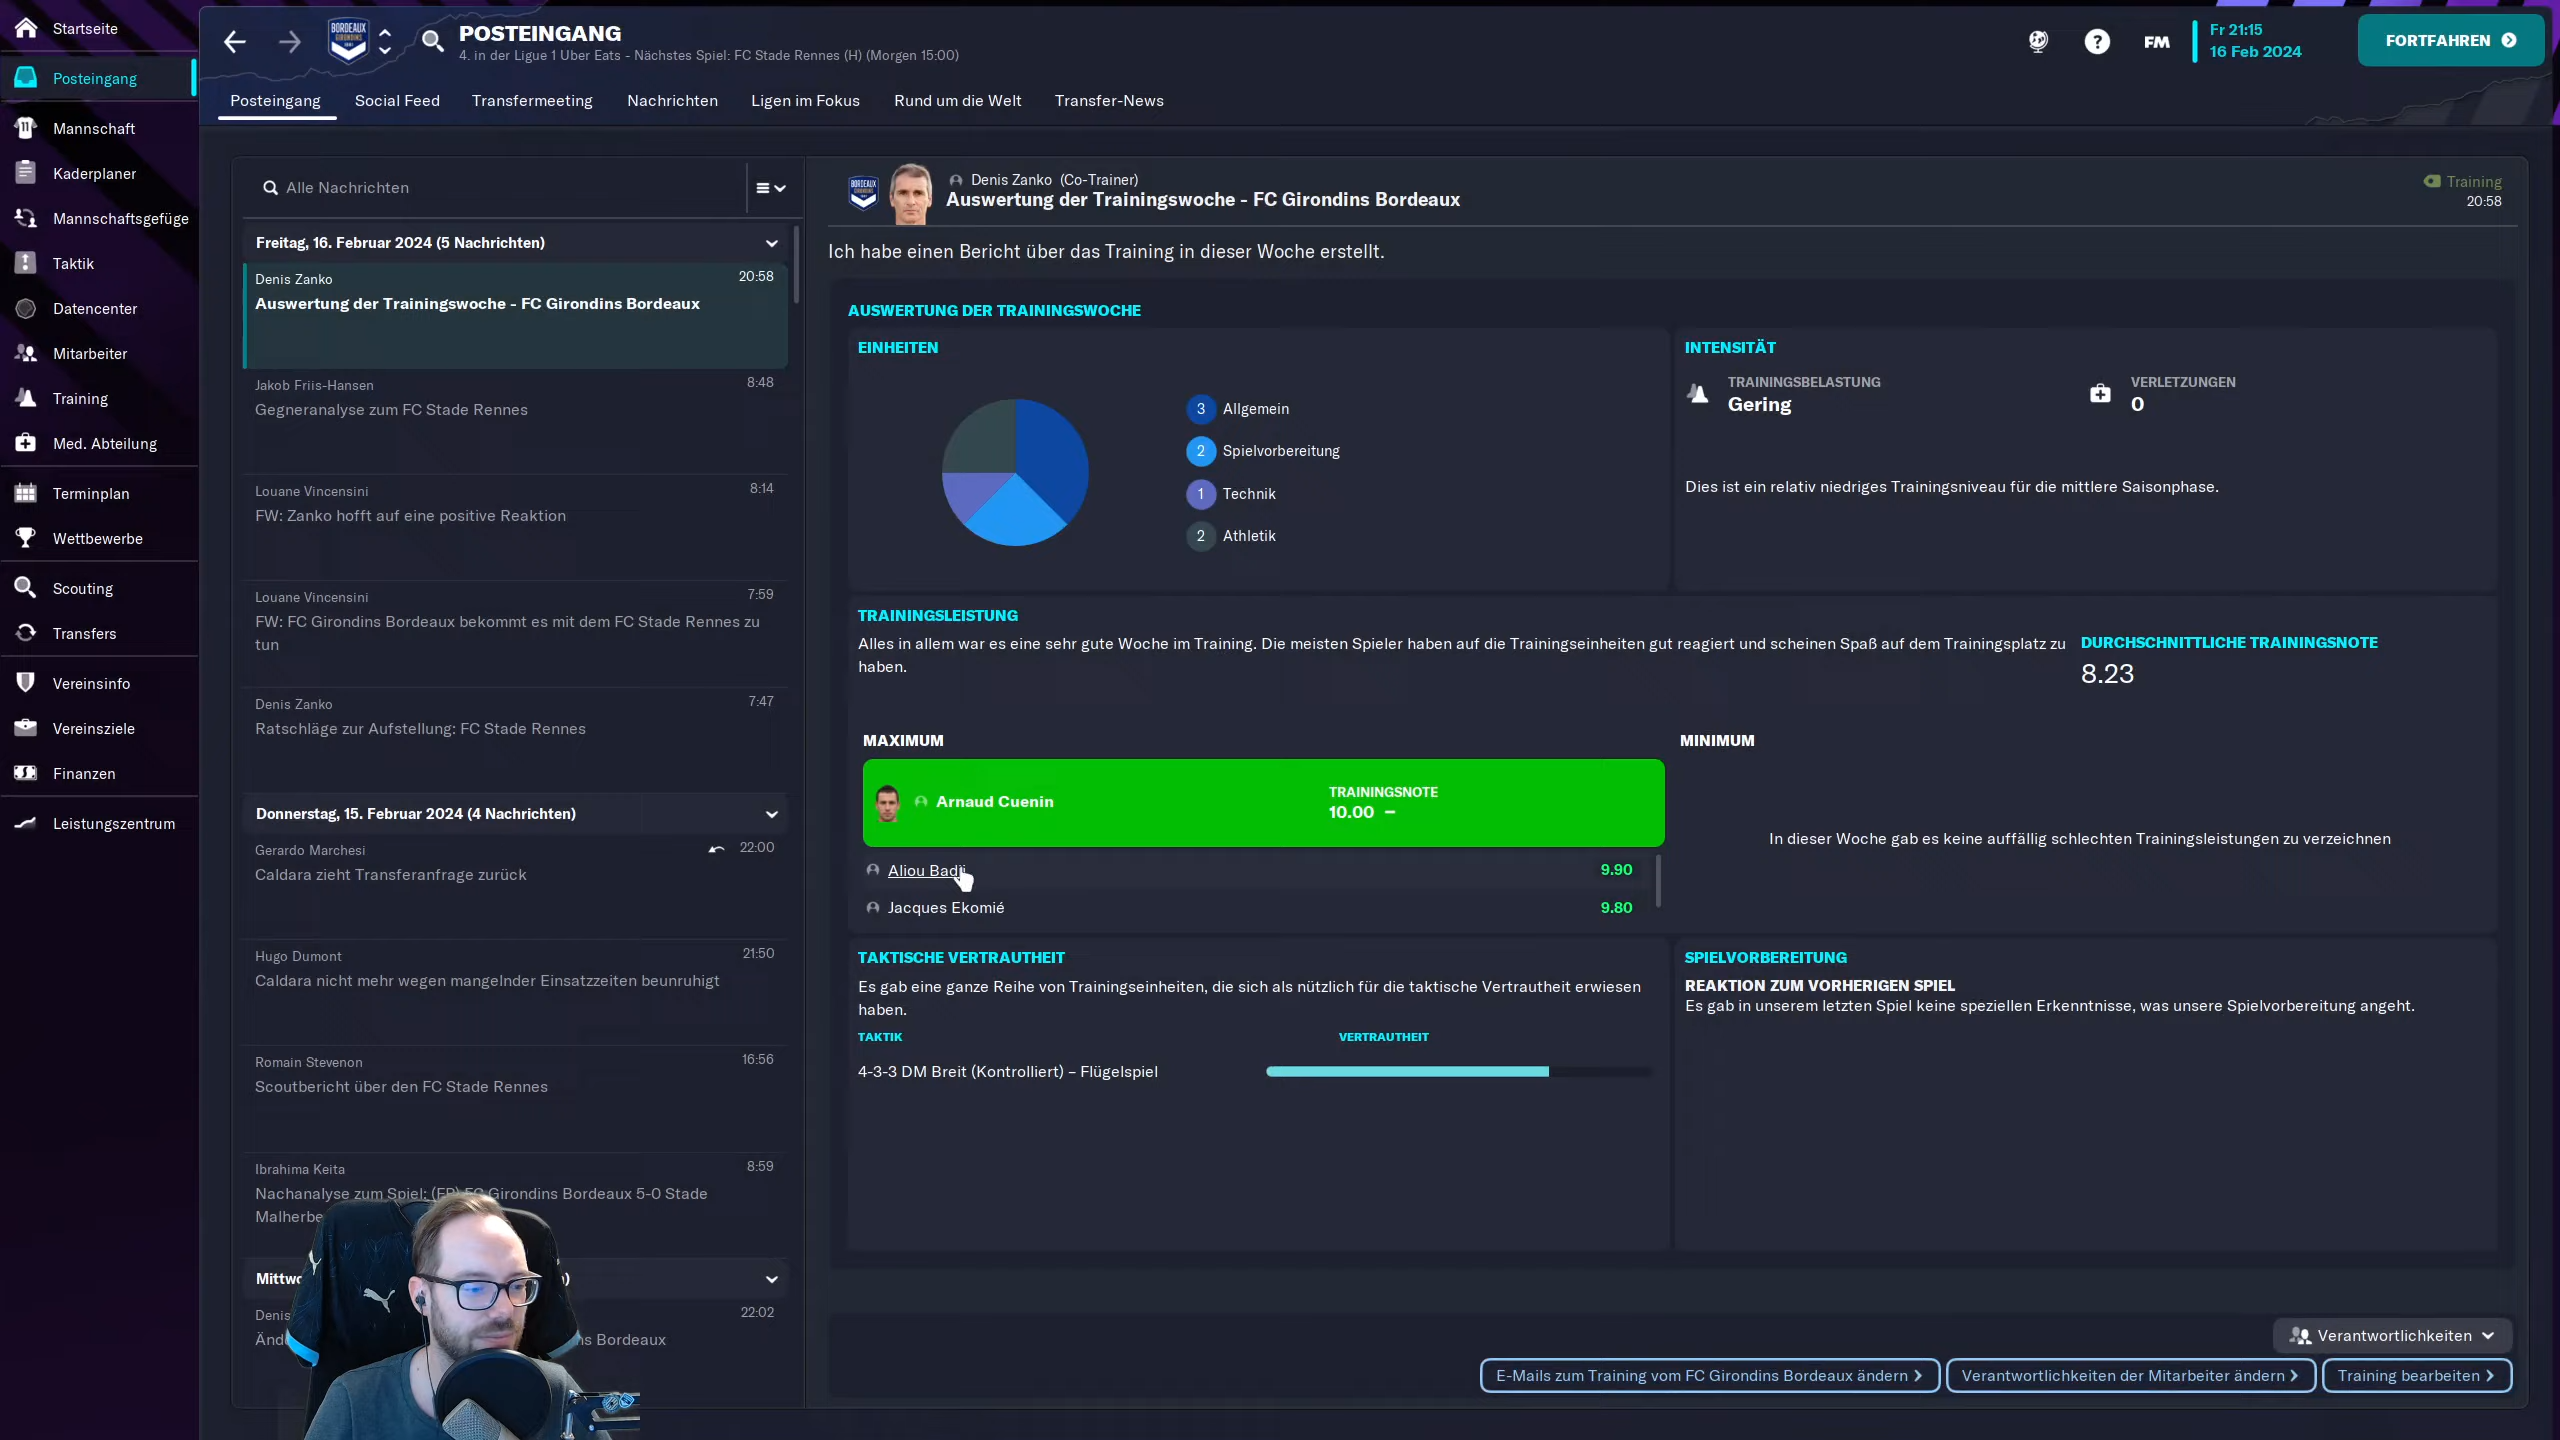 Startseite
Posteingang
Mannschaft
Kaderplaner
Mannschaftsgefüge
Taktik
Datencenter
Mitarbeiter
Training
Med. Abteilung
Terminplan
Wettbewerbe
Scouting
Transfers
Vereinsinfo
Vereinsziele
Finanzen
Leistungszentrum
BORDEAUX
POSTEINGANG
4. in der Ligue 1 Uber Eats - Nächstes Spiel: FC Stade Rennes (H) (Morgen 15:00)
?
FM
Fr 21:15
16 Feb 2024
FORTFAHREN
Posteingang Social Feed Transfermeeting Nachrichten Ligen im Fokus Rund um die Welt Transfer-News
Alle Nachrichten
Freitag, 16. Februar 2024 (5 Nachrichten)
Denis Zanko 20:58
Auswertung der Trainingswoche - FC Girondins Bordeaux
Jakob Friis-Hansen 8:48
Gegneranalyse zum FC Stade Rennes
Louane Vincensini 8:14
FW: Zanko hofft auf eine positive Reaktion
Louane Vincensini 7:59
FW: FC Girondins Bordeaux bekommt es mit dem FC Stade Rennes zu
tun
Denis Zanko 7:47
Ratschläge zur Aufstellung: FC Stade Rennes
Donnerstag, 15. Februar 2024 (4 Nachrichten)
Gerardo Marchesi 22:00
Caldara zieht Transferanfrage zurück
Hugo Dumont 21:50
Caldara nicht mehr wegen mangelnder Einsatzzeiten beunruhigt
Romain Stevenon 16:56
Scoutbericht über den FC Stade Rennes
Ibrahima Keita 8:59
Nachanalyse zum Spiel: (FR) FC Girondins Bordeaux 5-0 Stade
Malherbe
Mittwo )
Denis 22:02
Änd ns Bordeaux
BORDEAUX
Denis Zanko (Co-Trainer)
Auswertung der Trainingswoche - FC Girondins Bordeaux
Training
20:58
Ich habe einen Bericht über das Training in dieser Woche erstellt.
AUSWERTUNG DER TRAININGSWOCHE
EINHEITEN
3 Allgemein
2 Spielvorbereitung
1 Technik
2 Athletik
INTENSITÄT
TRAININGSBELASTUNG
Gering
VERLETZUNGEN
0
Dies ist ein relativ niedriges Trainingsniveau für die mittlere Saisonphase.
TRAININGSLEISTUNG
Alles in allem war es eine sehr gute Woche im Training. Die meisten Spieler haben auf die Trainingseinheiten gut reagiert und scheinen Spaß auf dem Trainingsplatz zu
haben.
DURCHSCHNITTLICHE TRAININGSNOTE
8.23
MAXIMUM
Arnaud Cuenin
TRAININGSNOTE
10.00 –
Aliou Badji 9.90
Jacques Ekomié 9.80
MINIMUM
In dieser Woche gab es keine auffällig schlechten Trainingsleistungen zu verzeichnen
TAKTISCHE VERTRAUTHEIT
Es gab eine ganze Reihe von Trainingseinheiten, die sich als nützlich für die taktische Vertrautheit erwiesen
haben.
TAKTIK VERTRAUTHEIT
4-3-3 DM Breit (Kontrolliert) – Flügelspiel
SPIELVORBEREITUNG
REAKTION ZUM VORHERIGEN SPIEL
Es gab in unserem letzten Spiel keine speziellen Erkenntnisse, was unsere Spielvorbereitung angeht.
Verantwortlichkeiten
E-Mails zum Training vom FC Girondins Bordeaux ändern
Verantwortlichkeiten der Mitarbeiter ändern
Training bearbeiten